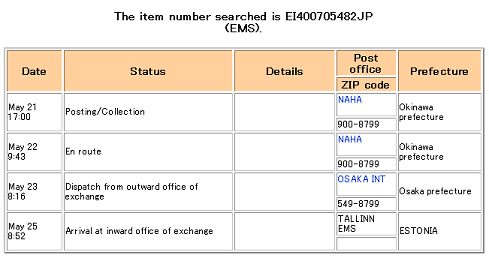 The item number searched is EI400705482JP
(EMS).
Date
Status
Details
Post
office
ZIP code
Prefecture
May 21
17:00
Posting/Collection
NAHA
900-8799
Okinawa
prefecture
May 22
9:43
En route
NAHA
900-8799
Okinawa
prefecture
May 23
8:16
Dispatch from outward office of
exchange
OSAKA INT
549-8799
Osaka prefecture
May 25
8:52
Arrival at inward office of exchange
TALLINN
EMS
ESTONIA